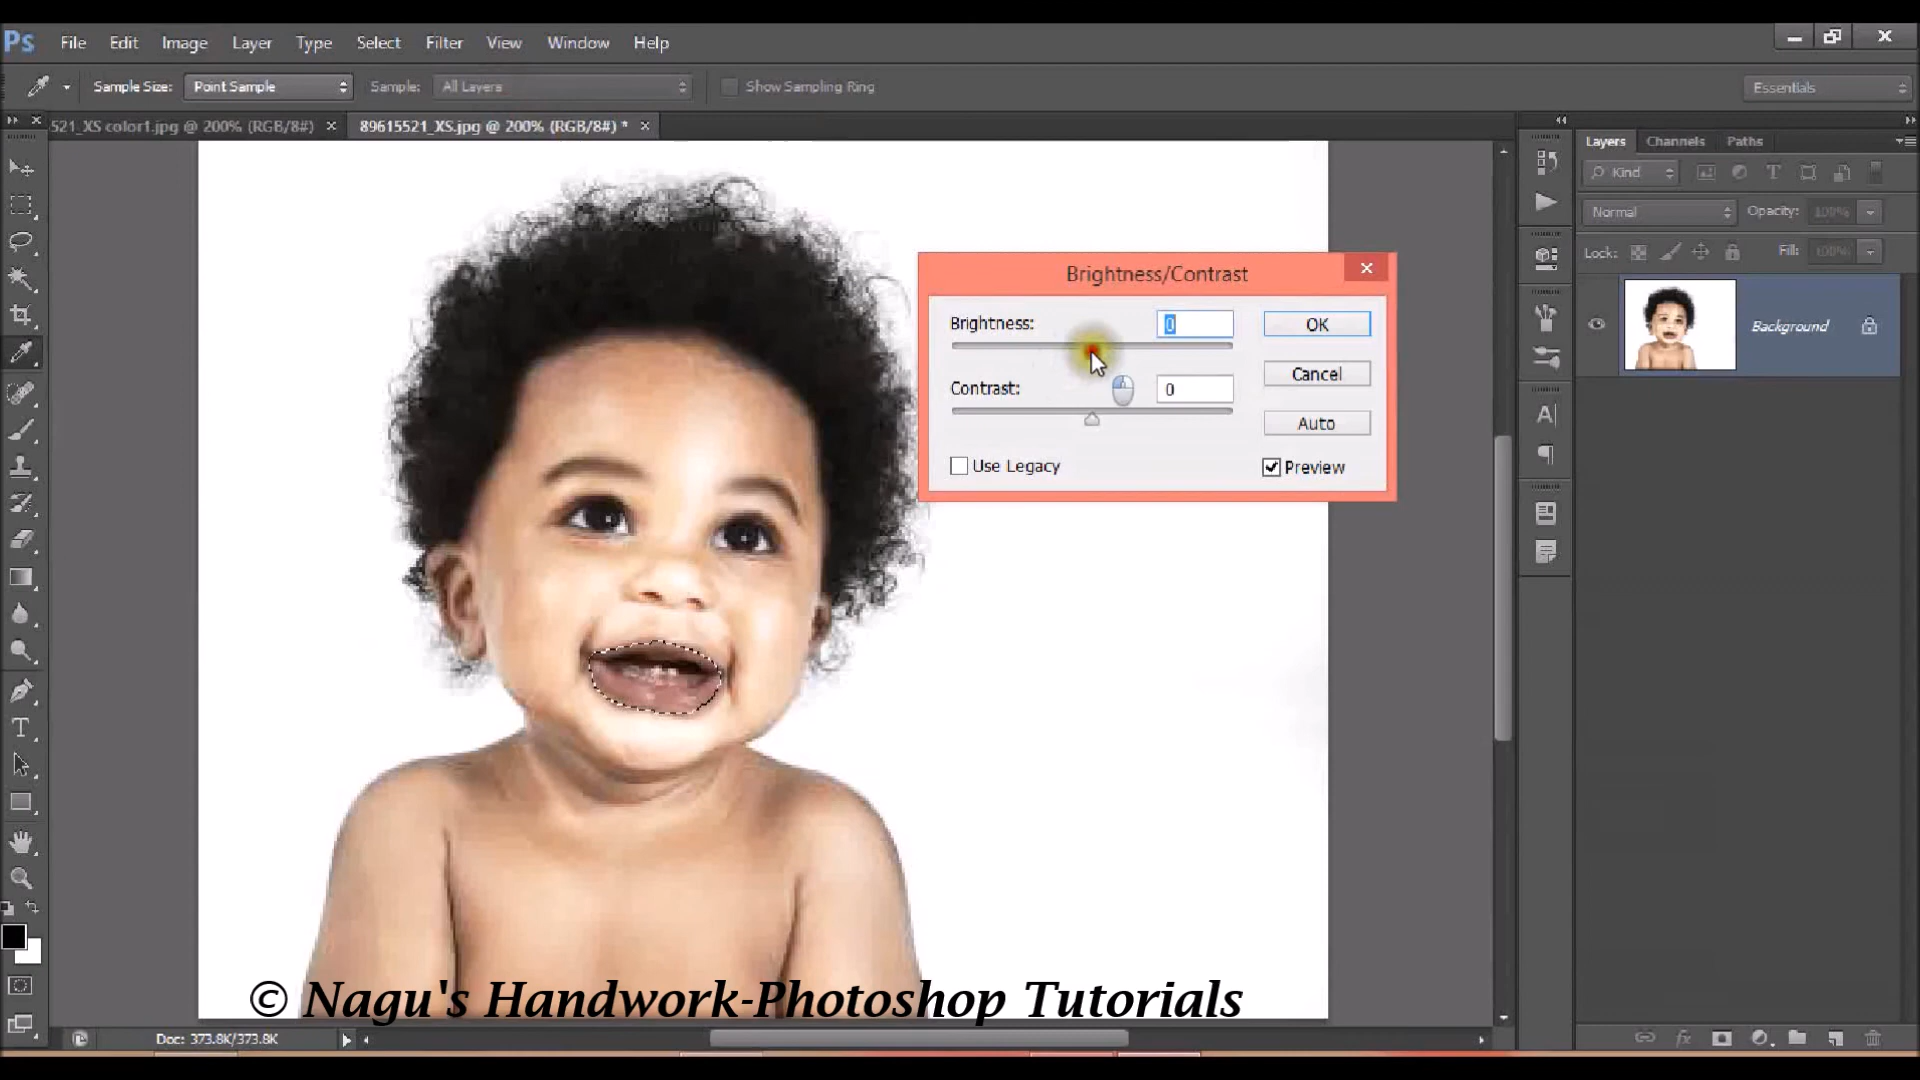 Ps File Edit Image Layer Type Select Filter View Window Help
Sample Size: Point Sample Sample: All Layers Show Sampling Ring Essentials
521_XS color1.jpg @ 200% (RGB/8#) × 89615521_XS.jpg @ 200% (RGB/8#) * ×
Layers Channels Paths
Kind
Normal Opacity: 100%
Lock: Fill: 100%
Background
Brightness/Contrast
Brightness: 0 OK
Contrast: 0 Cancel
Auto
Use Legacy Preview
© Nagu's Handwork-Photoshop Tutorials
Doc: 373.8K/373.8K